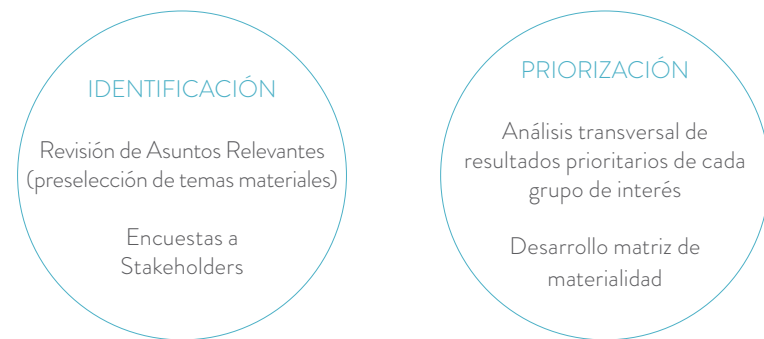 IDENTIFICACIÓN
Revisión de Asuntos Relevantes
(preselección de temas materiales)
Encuestas a
Stakeholders
PRIORIZACIÓN
Análisis transversal de
resultados prioritarios de cada
grupo de interés
Desarrollo matriz de
materialidad